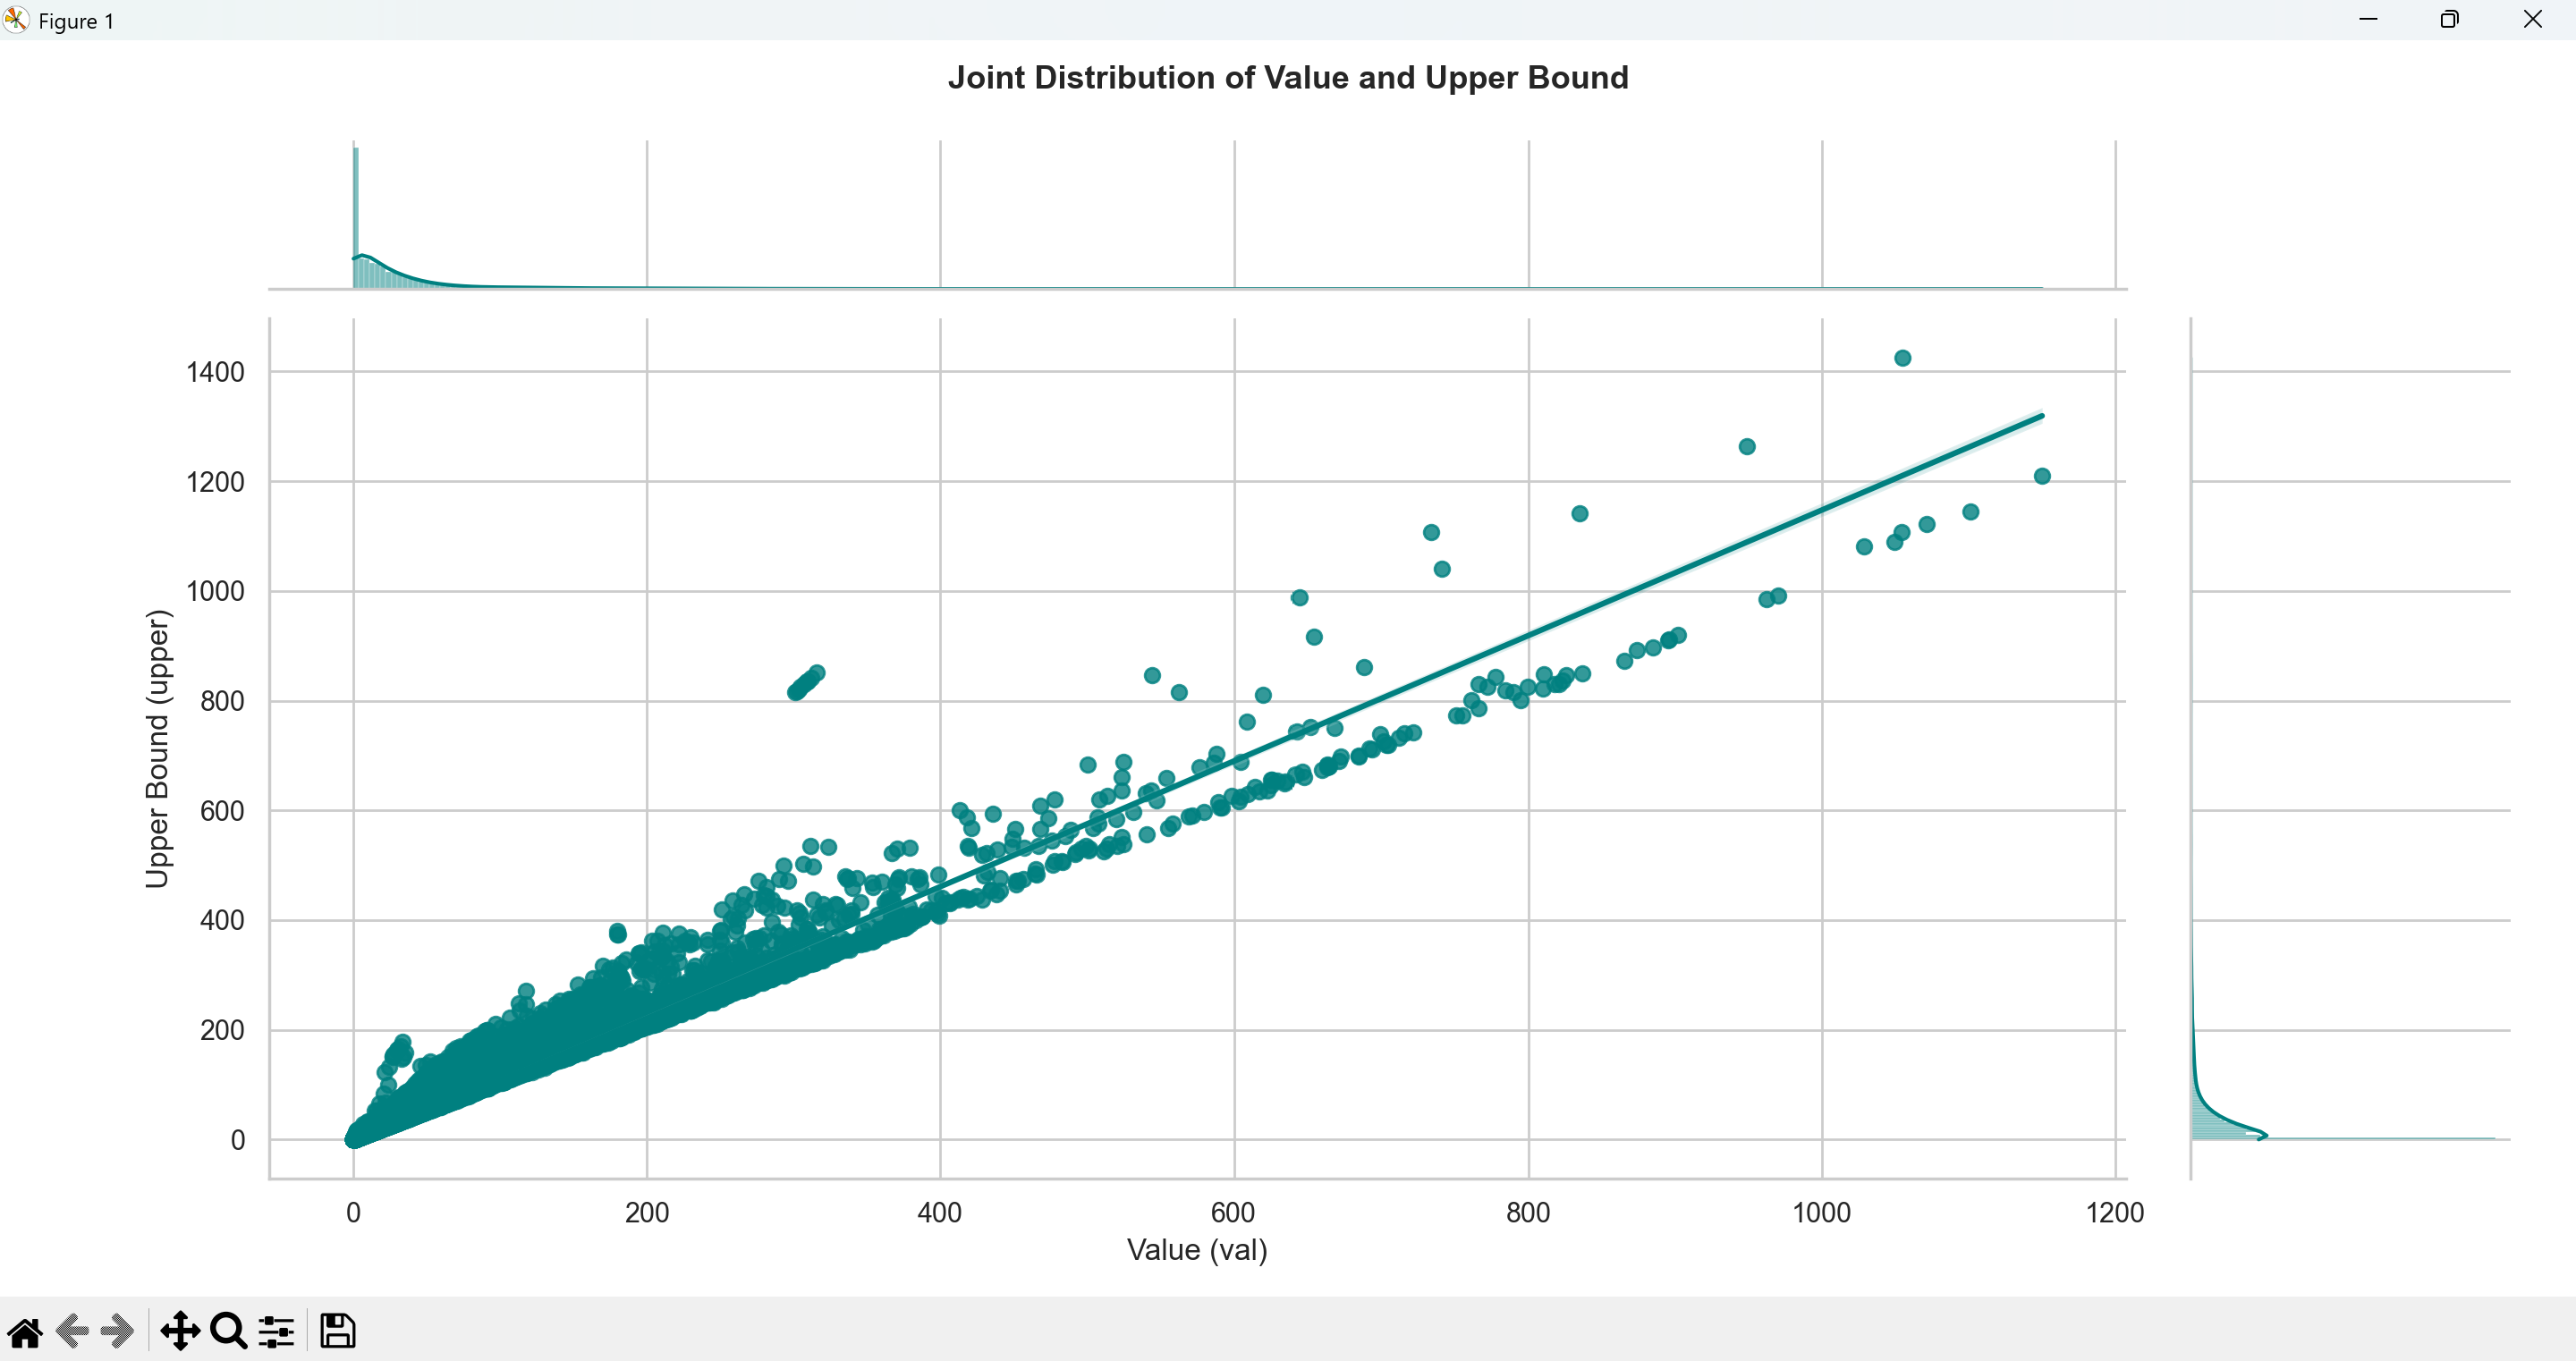 Figure 1
Joint Distribution of Value and Upper Bound
1400
1200
1000
800
600
400
200
0
Upper Bound (upper)
0 200 400 600 800 1000 1200
Value (val)